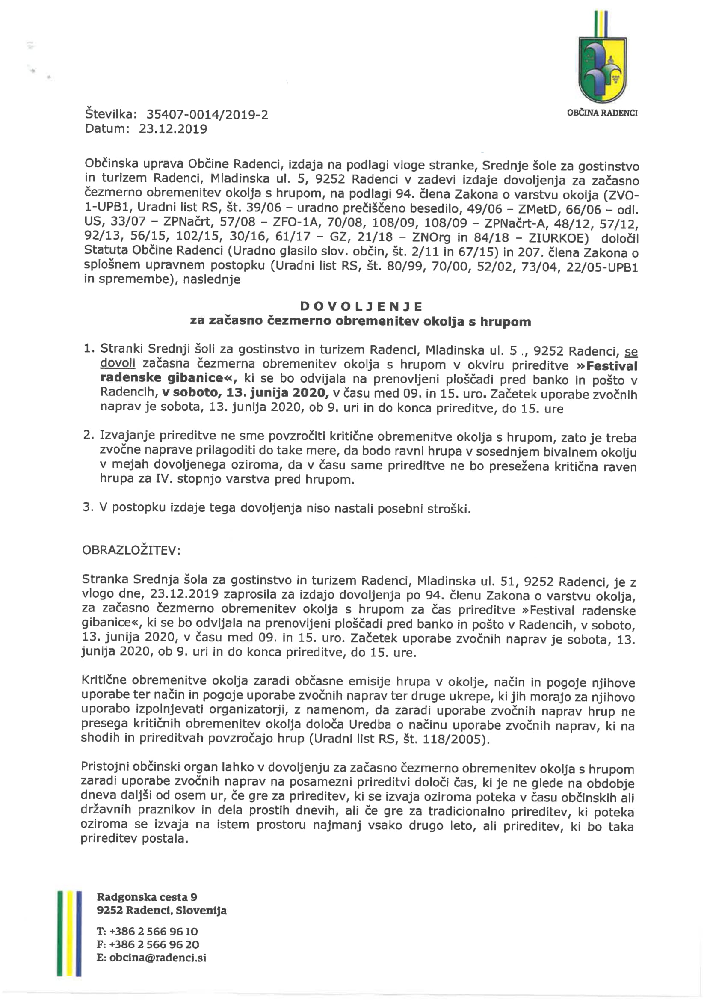 OBČINA RADENCI
Številka: 35407-0014/2019-2
Datum: 23.12.2019
Občinska uprava Občine Radenci, izdaja na podlagi vloge stranke, Srednje šole za gostinstvo
in turizem Radenci, Mladinska ul. 5, 9252 Radenci v zadevi izdaje dovoljenja za začasno
čezmerno obremenitev okolja s hrupom, na podlagi 94. člena Zakona o varstvu okolja (ZVO-
1-UPB1, Uradni list RS, št. 39/06 – uradno prečiščeno besedilo, 49/06 – ZMetD, 66/06 – odl.
US, 33/07 – ZPNačrt, 57/08 – ZFO-1A, 70/08, 108/09, 108/09 – ZPNačrt-A, 48/12, 57/12,
92/13, 56/15, 102/15, 30/16, 61/17 – GZ, 21/18 – ZNOrg in 84/18 – ZIURKOE) določil
Statuta Občine Radenci (Uradno glasilo slov. občin, št. 2/11 in 67/15) in 207. člena Zakona o
splošnem upravnem postopku (Uradni list RS, št. 80/99, 70/00, 52/02, 73/04, 22/05-UPB1
in spremembe), naslednje
D O V O L J E N J E
za začasno čezmerno obremenitev okolja s hrupom
1. Stranki Srednji šoli za gostinstvo in turizem Radenci, Mladinska ul. 5 ., 9252 Radenci, se
dovoli začasna čezmerna obremenitev okolja s hrupom v okviru prireditve »Festival
radenske gibanice«, ki se bo odvijala na prenovljeni ploščadi pred banko in pošto v
Radencih, v soboto, 13. junija 2020, v času med 09. in 15. uro. Začetek uporabe zvočnih
naprav je sobota, 13. junija 2020, ob 9. uri in do konca prireditve, do 15. ure
2. Izvajanje prireditve ne sme povzročiti kritične obremenitve okolja s hrupom, zato je treba
zvočne naprave prilagoditi do take mere, da bodo ravni hrupa v sosednjem bivalnem okolju
v mejah dovoljenega oziroma, da v času same prireditve ne bo presežena kritična raven
hrupa za IV. stopnjo varstva pred hrupom.
3. V postopku izdaje tega dovoljenja niso nastali posebni stroški.
OBRAZLOŽITEV:
Stranka Srednja šola za gostinstvo in turizem Radenci, Mladinska ul. 51, 9252 Radenci, je z
vlogo dne, 23.12.2019 zaprosila za izdajo dovoljenja po 94. členu Zakona o varstvu okolja,
za začasno čezmerno obremenitev okolja s hrupom za čas prireditve »Festival radenske
gibanice«, ki se bo odvijala na prenovljeni ploščadi pred banko in pošto v Radencih, v soboto,
13. junija 2020, v času med 09. in 15. uro. Začetek uporabe zvočnih naprav je sobota, 13.
junija 2020, ob 9. uri in do konca prireditve, do 15. ure.
Kritične obremenitve okolja zaradi občasne emisije hrupa v okolje, način in pogoje njihove
uporabe ter način in pogoje uporabe zvočnih naprav ter druge ukrepe, ki jih morajo za njihovo
uporabo izpolnjevati organizatorji, z namenom, da zaradi uporabe zvočnih naprav hrup ne
presega kritičnih obremenitev okolja določa Uredba o načinu uporabe zvočnih naprav, ki na
shodih in prireditvah povzročajo hrup (Uradni list RS, št. 118/2005).
Pristojni občinski organ lahko v dovoljenju za začasno čezmerno obremenitev okolja s hrupom
zaradi uporabe zvočnih naprav na posamezni prireditvi določi čas, ki je ne glede na obdobje
dneva daljši od osem ur, če gre za prireditev, ki se izvaja oziroma poteka v času občinskih ali
državnih praznikov in dela prostih dnevih, ali če gre za tradicionalno prireditev, ki poteka
oziroma se izvaja na istem prostoru najmanj vsako drugo leto, ali prireditev, ki bo taka
prireditev postala.
Radgonska cesta 9
9252 Radenci, Slovenija
T: +386 2 566 96 10
F: +386 2 566 96 20
E: obcina@radenci.si